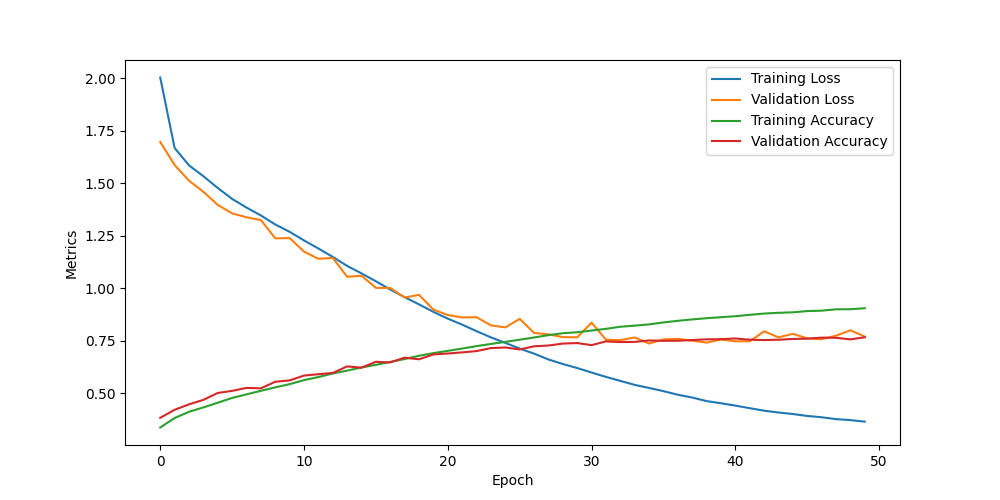 2.00
1.75
1.50
1.25
1.00
0.75
0.50
Metrics
0 10 20 30 40 50
Epoch
Training Loss
Validation Loss
Training Accuracy
Validation Accuracy